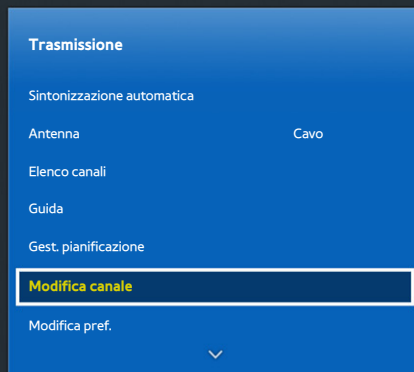 Trasmissione
Sintonizzazione automatica
Antenna Cavo
Elenco canali
Guida
Gest. pianificazione
Modifica canale
Modifica pref.